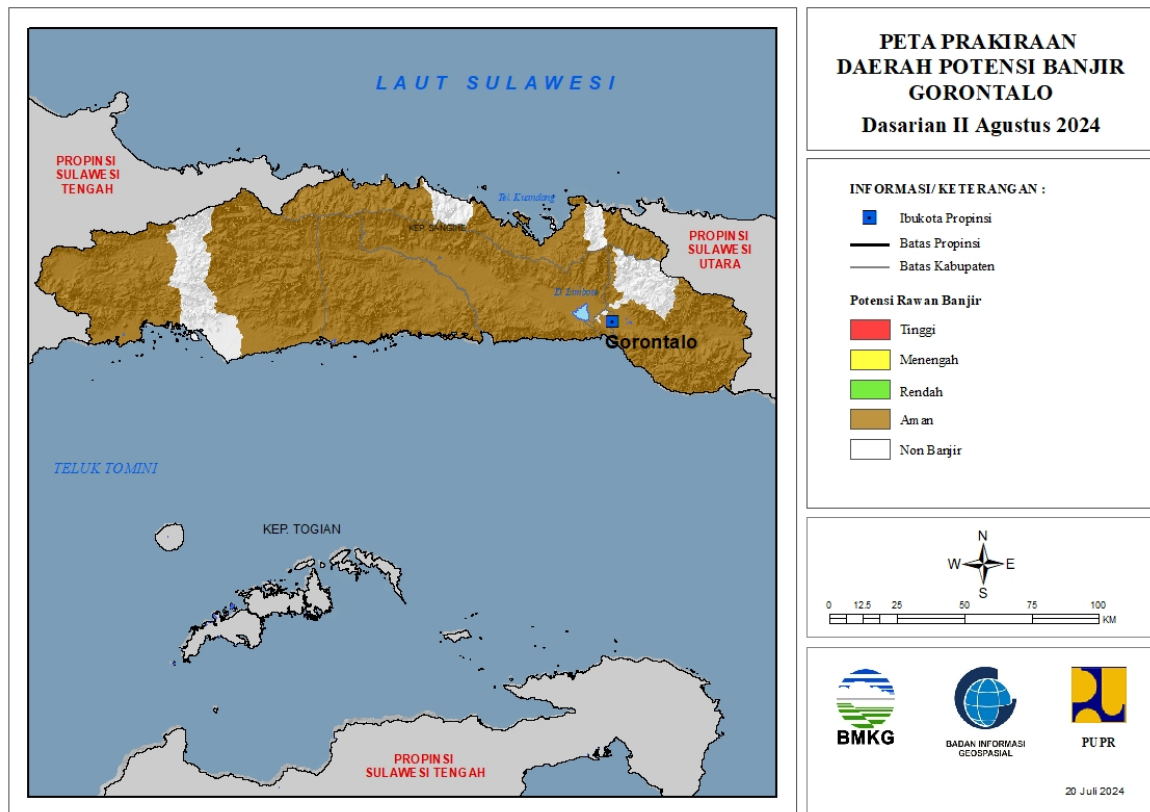 LAUT SULAWESI
PROPINSI
SULAWESI
TENGAH
Tel. Kuandang
KEP. SANGIHE
PROPINSI
SULAWESI
UTARA
D. Limboto
Gorontalo
TELUK TOMINI
KEP. TOGIAN
PROPINSI
SULAWESI TENGAH
PETA PRAKIRAAN
DAERAH POTENSI BANJIR
GORONTALO
Dasarian II Agustus 2024
INFORMASI/ KETERANGAN :
Ibukota Propinsi
Batas Propinsi
Batas Kabupaten
Potensi Rawan Banjir
Tinggi
Menengah
Rendah
Aman
Non Banjir
N
W E
S
0 12.5 25 50 75 100
KM
BMKG
BADAN INFORMASI
GEOSPASIAL
PUPR
20 Juli 2024